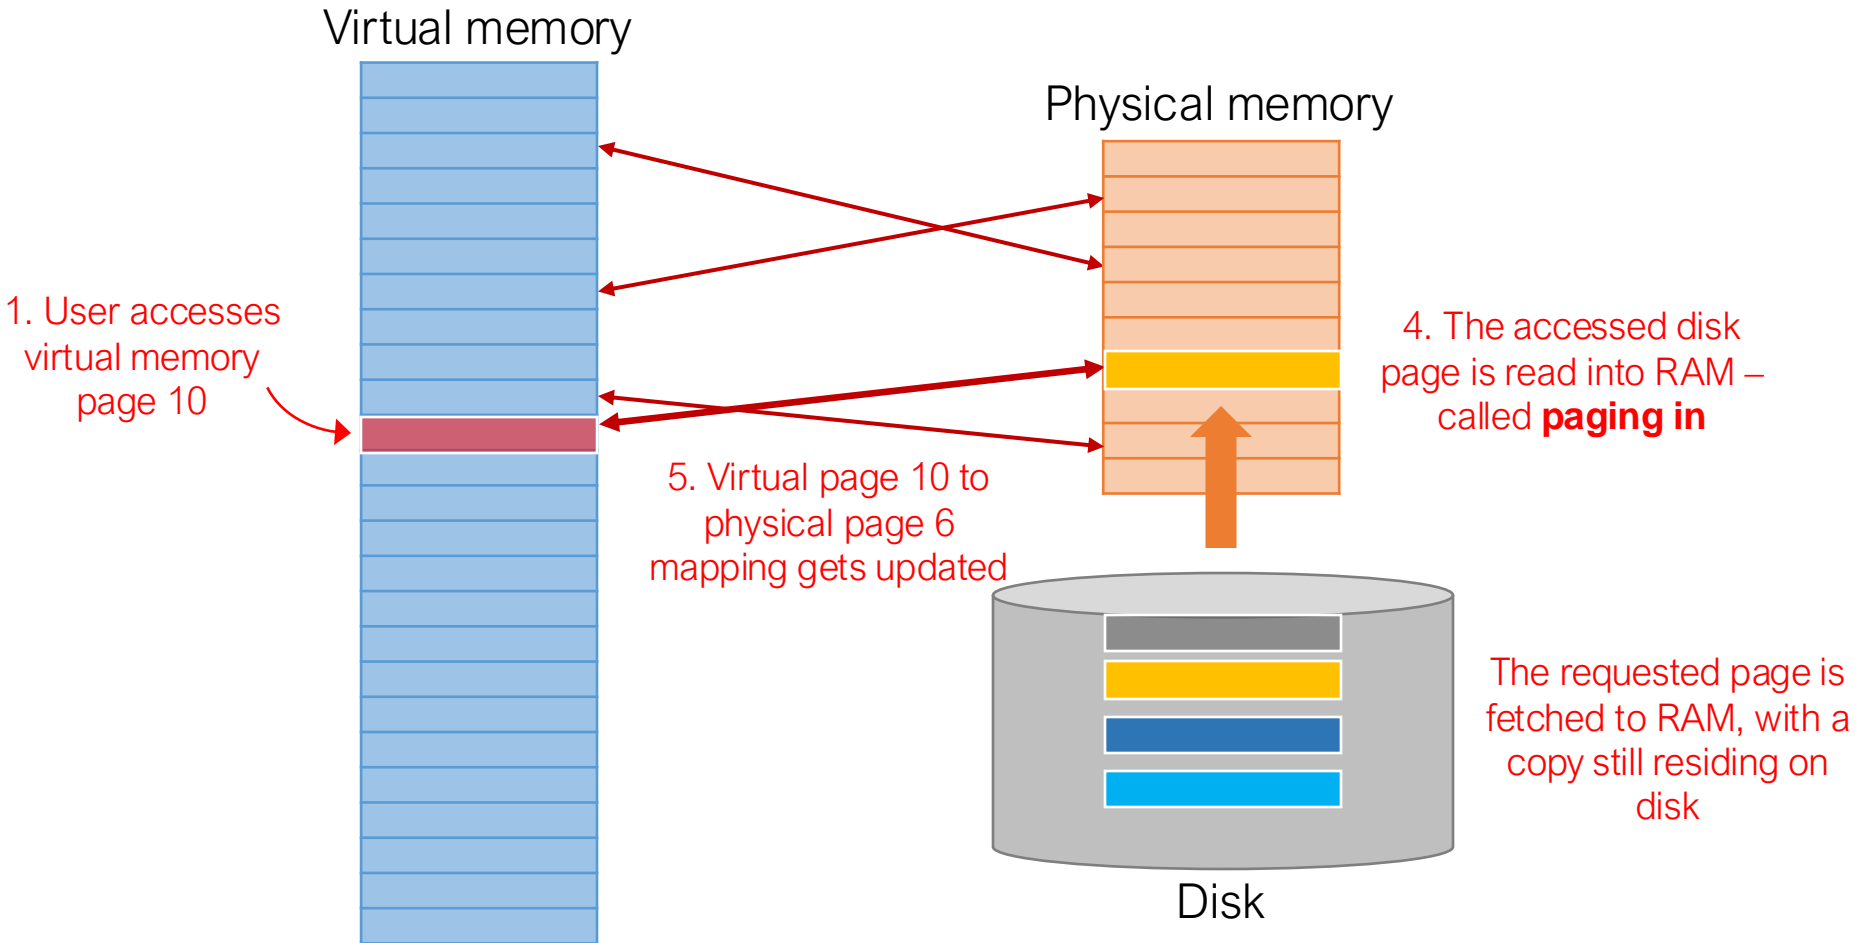 Virtual memory
Physical memory
1. User accesses
virtual memory
page 10
4. The accessed disk
page is read into RAM –
called paging in
5. Virtual page 10 to
physical page 6
mapping gets updated
The requested page is
fetched to RAM, with a
copy still residing on
disk
Disk